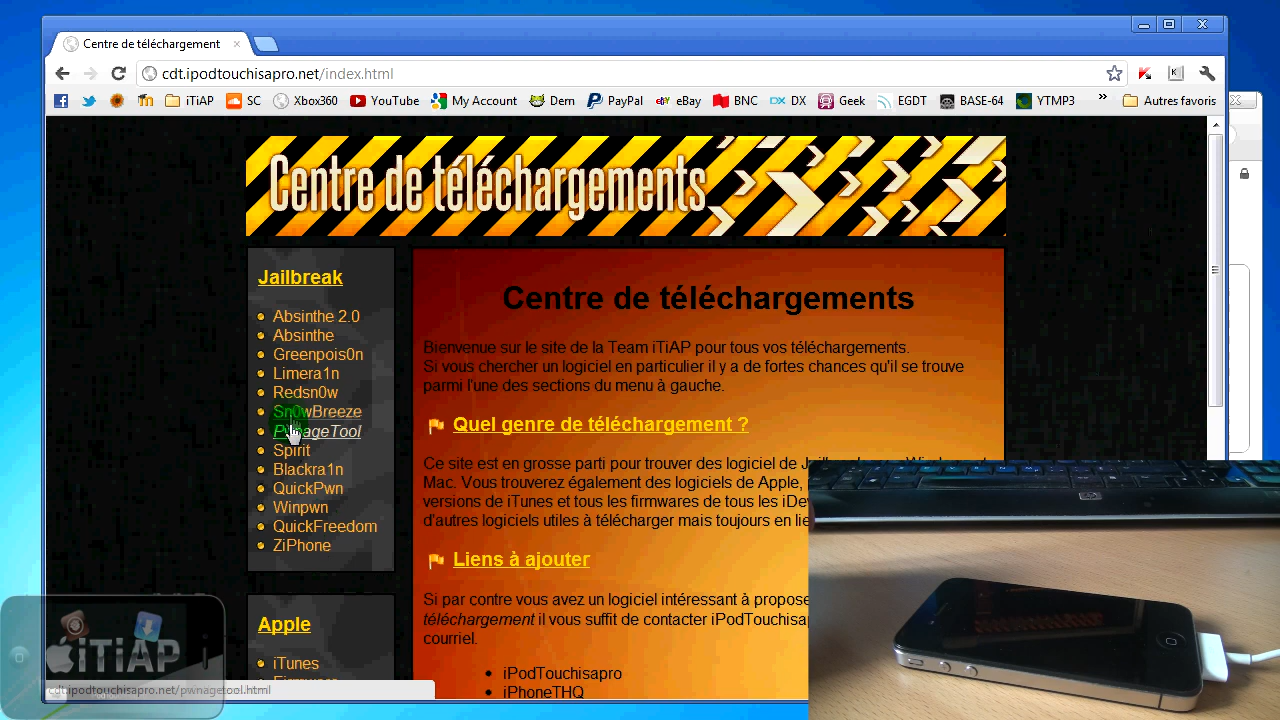 Centre de téléchargement
cdt.ipodtouchisapro.net/index.html
iTiAP
SC
Xbox360
YouTube
My Account
Dem
PayPal
eBay
BNC
DX
Geek
EGDT
BASE-64
YTMP3
Autres favoris
Centre de téléchargements
Jailbreak
Absinthe 2.0
Absinthe
Greenpois0n
Limera1n
Redsn0w
Sn0wBreeze
PwnageTool
Spirit
Blackra1n
QuickPwn
Winpwn
QuickFreedom
ZiPhone
Apple
iTunes
Centre de téléchargements
Bienvenue sur le site de la Team iTiAP pour tous vos téléchargements.
Si vous chercher un logiciel en particulier il y a de fortes chances qu'il se trouve
parmi l'une des sections du menu à gauche.
Quel genre de téléchargement ?
Ce site est en grosse parti pour trouver des logiciel de
Mac. Vous trouverez également des logiciels de Apple,
versions de iTunes et tous les firmwares de tous les
d'autres logiciels utiles à télécharger mais toujours en
Liens à ajouter
Si par contre vous avez un logiciel intéressant à propose
téléchargement il vous suffit de contacter
courriel.
iPodTouchisapro
iPhoneTHQ
iTiAP
cdt.ipodtouchisapro.net/pwnagetool.html